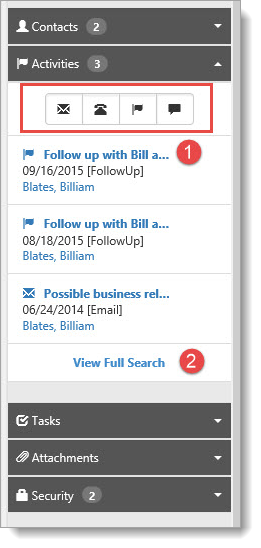 Contacts 2
Activities 3
Follow up with Bill a... 1
09/16/2015 [FollowUp]
Blates, Billiam
Follow up with Bill a...
08/18/2015 [FollowUp]
Blates, Billiam
Possible business rel...
06/24/2014 [Email]
Blates, Billiam
View Full Search 2
Tasks
Attachments
Security 2